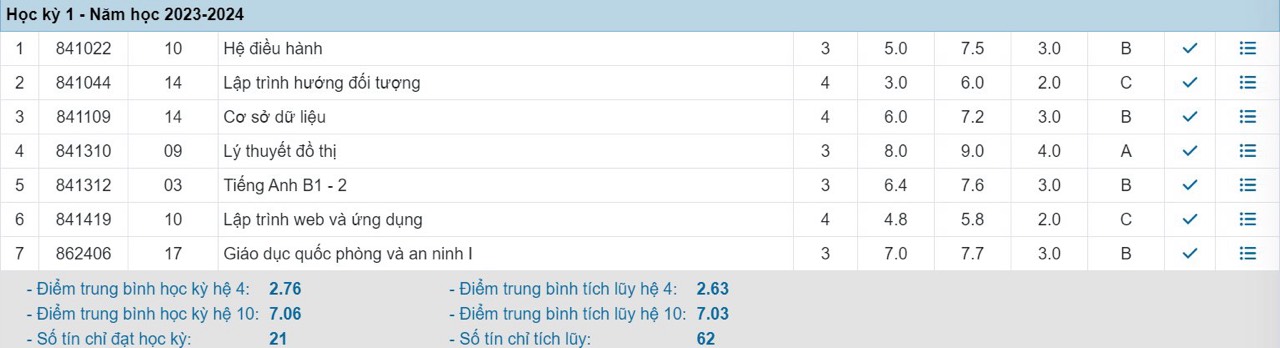 Học kỳ 1 - Năm học 2023-2024
1 841022 10 Hệ điều hành 3 5.0 7.5 3.0 B
2 841044 14 Lập trình hướng đối tượng 4 3.0 6.0 2.0 C
3 841109 14 Cơ sở dữ liệu 4 6.0 7.2 3.0 B
4 841310 09 Lý thuyết đồ thị 3 8.0 9.0 4.0 A
5 841312 03 Tiếng Anh B1 - 2 3 6.4 7.6 3.0 B
6 841419 10 Lập trình web và ứng dụng 4 4.8 5.8 2.0 C
7 862406 17 Giáo dục quốc phòng và an ninh I 3 7.0 7.7 3.0 B
- Điểm trung bình học kỳ hệ 4: 2.76 - Điểm trung bình tích lũy hệ 4: 2.63
- Điểm trung bình học kỳ hệ 10: 7.06 - Điểm trung bình tích lũy hệ 10: 7.03
- Số tín chỉ đạt học kỳ: 21 - Số tín chỉ tích lũy: 62